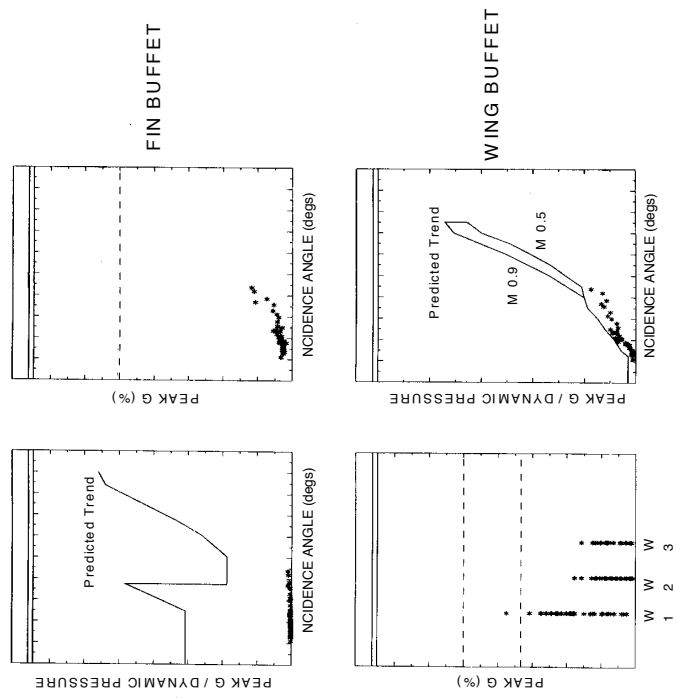 FIN BUFFET
PEAK G / DYNAMIC PRESSURE
Predicted Trend
NCIDENCE ANGLE (degs)
PEAK G (%)
NCIDENCE ANGLE (degs)
WING BUFFET
PEAK G (%)
W 1
W 2
W 3
PEAK G / DYNAMIC PRESSURE
Predicted Trend
M 0.9
M 0.5
NCIDENCE ANGLE (degs)